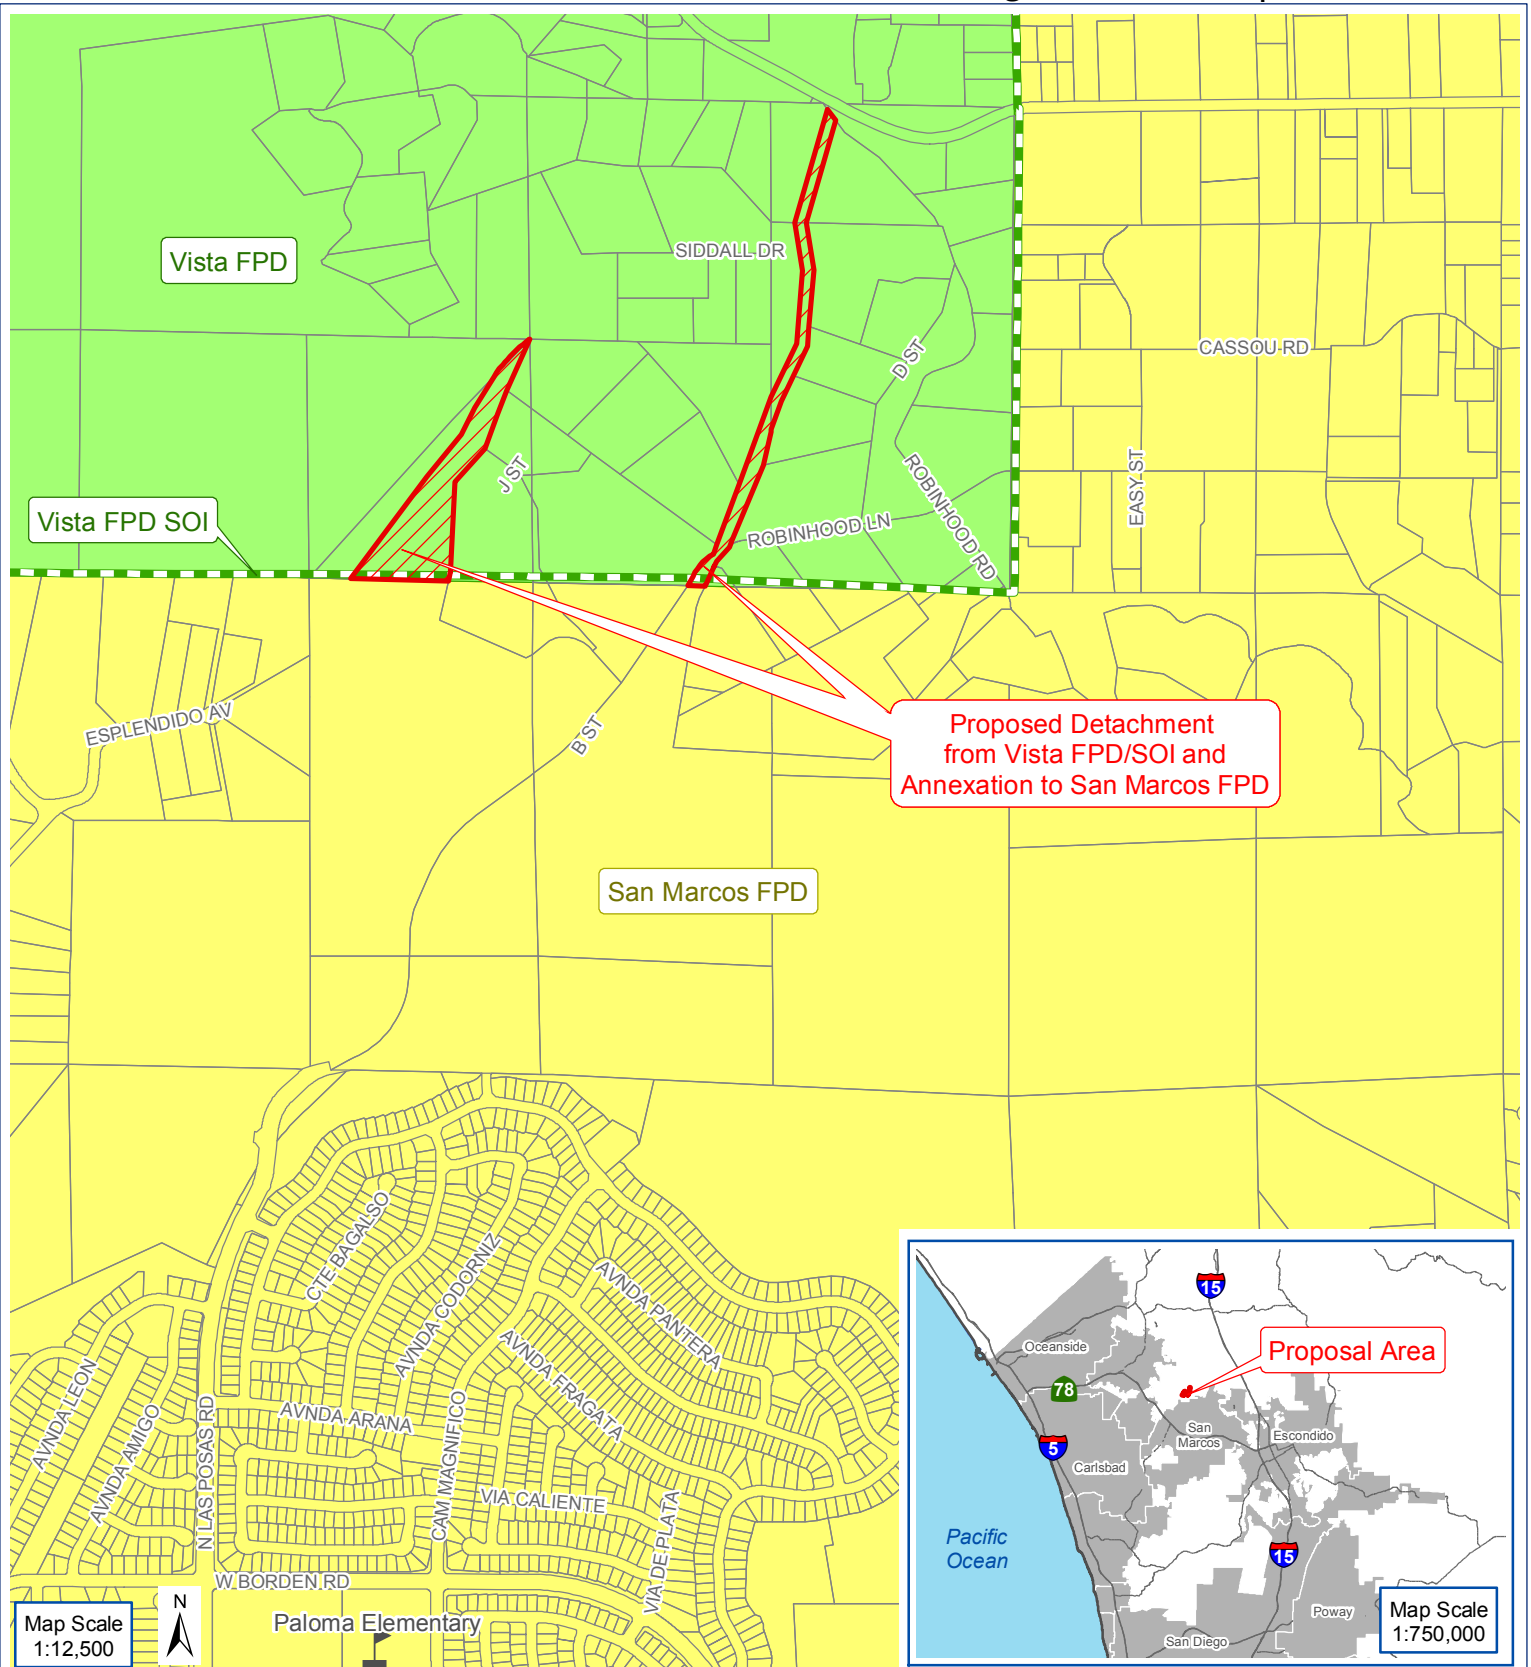 Vista FPD
SIDDALL DR
CASSOU RD
D ST
J ST
EASY ST
ROBINHOOD RD
Vista FPD SOI
ROBINHOOD LN
ESPLENDIDO AV
B ST
Proposed Detachment
from Vista FPD/SOI and
Annexation to San Marcos FPD
San Marcos FPD
CTE BAGALSO
AVNDA CODORNIZ
AVNDA PANTERA
AVNDA FRAGATA
AVNDA LEON
AVNDA AMIGO
N LAS POSAS RD
AVNDA ARANA
CAM MAGNIFICO
VIA CALIENTE
VIA DE PLATA
W BORDEN RD
Paloma Elementary
N
Map Scale
1:12,500
15
Oceanside
Proposal Area
78
San
Marcos
Escondido
5
Carlsbad
Pacific
Ocean
15
Poway
San Diego
Map Scale
1:750,000